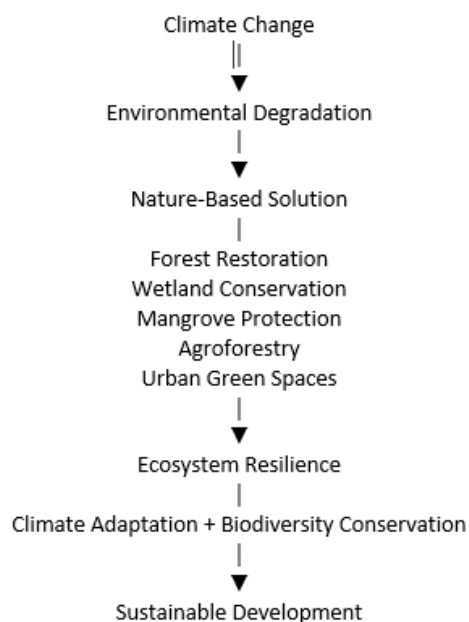 Climate Change
Environmental Degradation
Nature-Based Solution
Forest Restoration
Wetland Conservation
Mangrove Protection
Agroforestry
Urban Green Spaces
Ecosystem Resilience
Climate Adaptation + Biodiversity Conservation
Sustainable Development